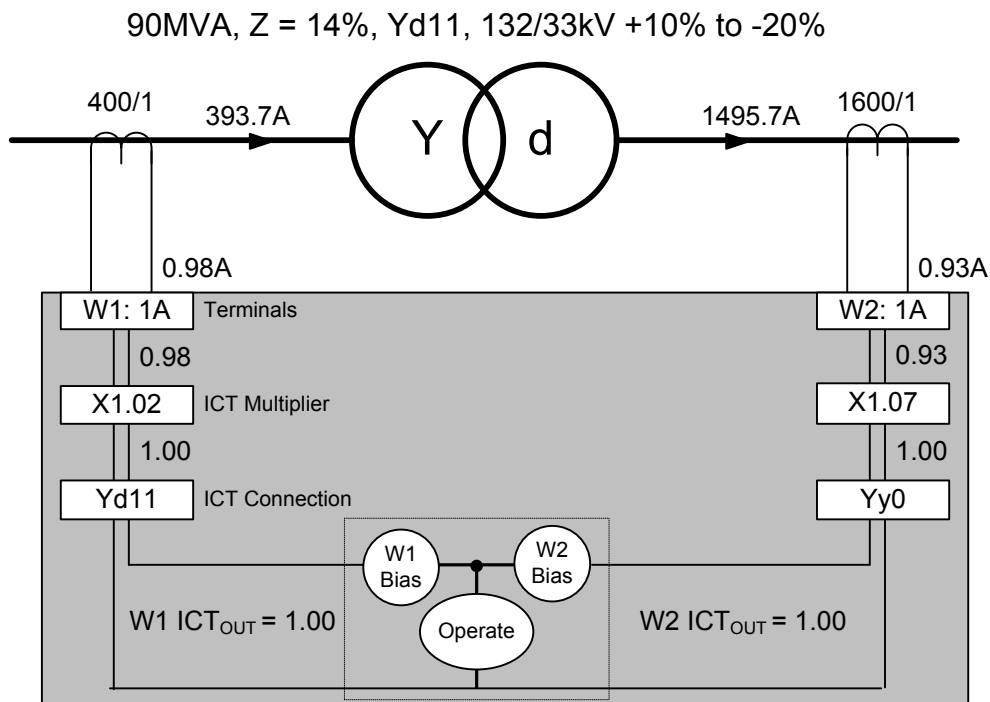 90MVA, Z = 14%, Yd11, 132/33kV +10% to -20%
400/1
393.7A
1495.7A
1600/1
Y
d
0.98A
0.93A
W1: 1A
Terminals
W2: 1A
0.98
0.93
X1.02
ICT Multiplier
X1.07
1.00
1.00
Yd11
ICT Connection
Yy0
W1
Bias
W2
Bias
W1 ICTOUT = 1.00
Operate
W2 ICTOUT = 1.00